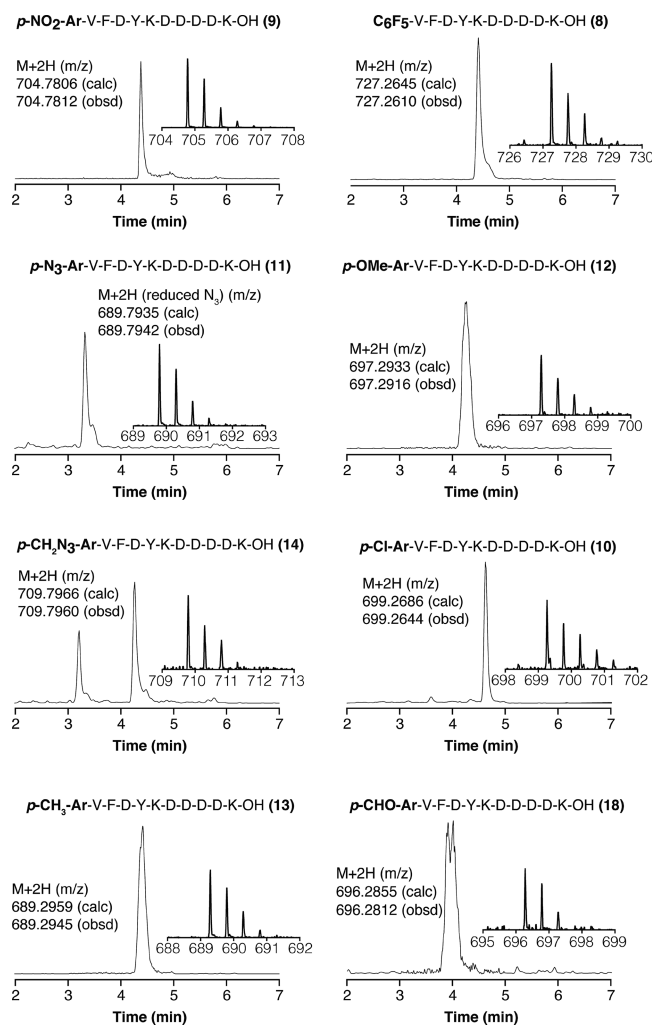 p-NO2-Ar-V-F-D-Y-K-D-D-D-D-K-OH (9)
M+2H (m/z)
704.7806 (calc)
704.7812 (obsd)
704 705 706 707 708
2 3 4 5 6 7
Time (min)
C6F5-V-F-D-Y-K-D-D-D-D-K-OH (8)
M+2H (m/z)
727.2645 (calc)
727.2610 (obsd)
726 727 728 729 730
2 3 4 5 6 7
Time (min)
p-N3-Ar-V-F-D-Y-K-D-D-D-D-K-OH (11)
M+2H (reduced N3) (m/z)
689.7935 (calc)
689.7942 (obsd)
689 690 691 692 693
2 3 4 5 6 7
Time (min)
p-OMe-Ar-V-F-D-Y-K-D-D-D-D-K-OH (12)
M+2H (m/z)
697.2933 (calc)
697.2916 (obsd)
696 697 698 699 700
2 3 4 5 6 7
Time (min)
p-CH2N3-Ar-V-F-D-Y-K-D-D-D-D-K-OH (14)
M+2H (m/z)
709.7966 (calc)
709.7960 (obsd)
709 710 711 712 713
2 3 4 5 6 7
Time (min)
p-Cl-Ar-V-F-D-Y-K-D-D-D-D-K-OH (10)
M+2H (m/z)
699.2686 (calc)
699.2644 (obsd)
698 699 700 701 702
2 3 4 5 6 7
Time (min)
p-CH3-Ar-V-F-D-Y-K-D-D-D-D-K-OH (13)
M+2H (m/z)
689.2959 (calc)
689.2945 (obsd)
688 689 690 691 692
2 3 4 5 6 7
Time (min)
p-CHO-Ar-V-F-D-Y-K-D-D-D-D-K-OH (18)
M+2H (m/z)
696.2855 (calc)
696.2812 (obsd)
695 696 697 698 699
2 3 4 5 6 7
Time (min)